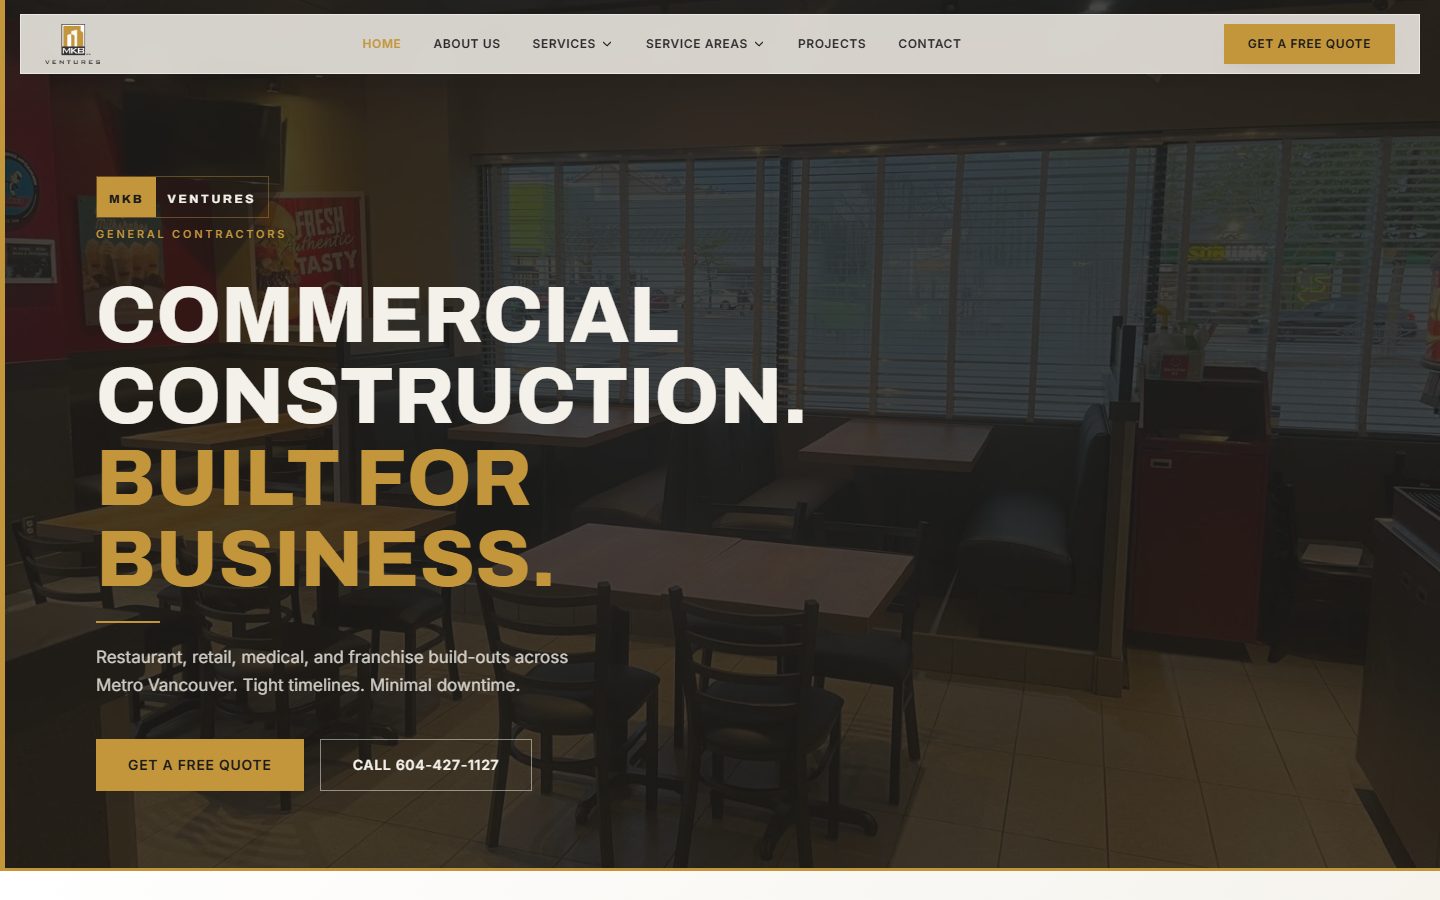 MKB
VENTURES
HOME
ABOUT US
SERVICES
SERVICE AREAS
PROJECTS
CONTACT
GET A FREE QUOTE
MKB VENTURES
GENERAL CONTRACTORS
FRESH
Authentic
TASTY
SUBWAY
COMMERCIAL
CONSTRUCTION.
BUILT FOR
BUSINESS.
Restaurant, retail, medical, and franchise build-outs across
Metro Vancouver. Tight timelines. Minimal downtime.
GET A FREE QUOTE
CALL 604-427-1127